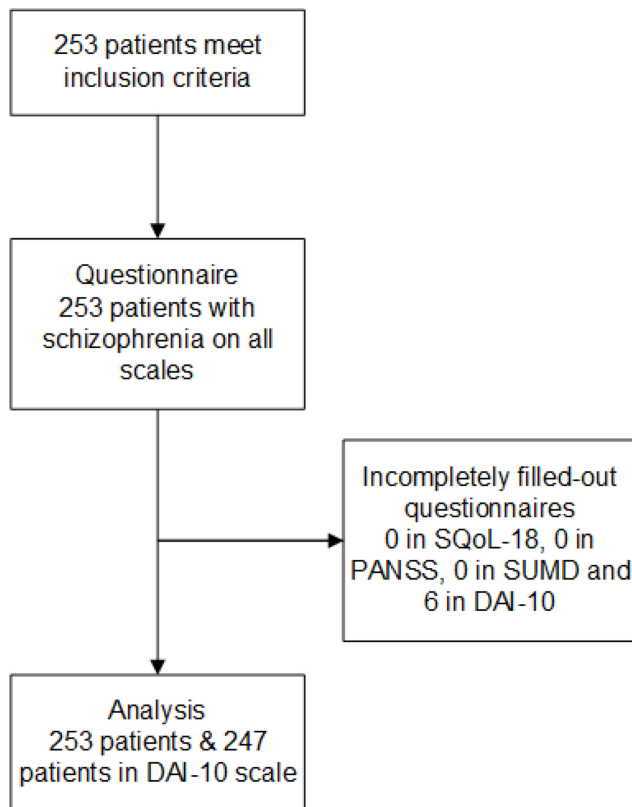 253 patients meet
inclusion criteria
Questionnaire
253 patients with
schizophrenia on all
scales
Incompletely filled-out
questionnaires
0 in SQoL-18, 0 in
PANSS, 0 in SUMD and
6 in DAI-10
Analysis
253 patients & 247
patients in DAI-10 scale